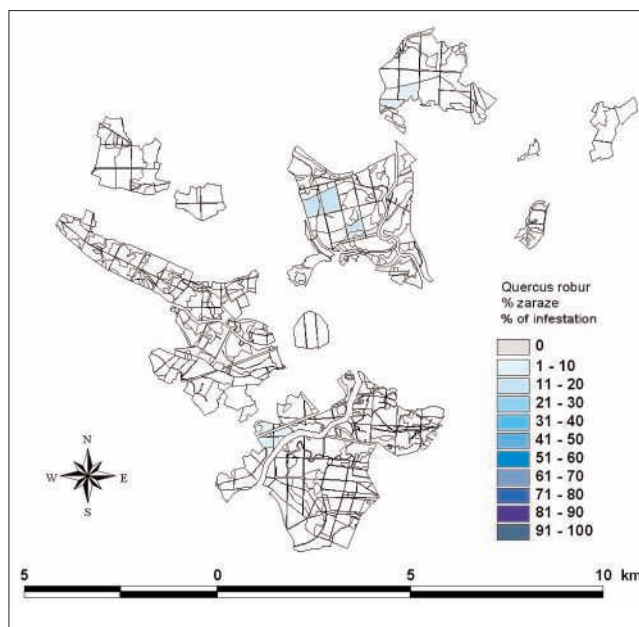 Quercus robur
% zaraze
% of infestation
0
1 - 10
11 - 20
21 - 30
31 - 40
41 - 50
51 - 60
61 - 70
71 - 80
81 - 90
91 - 100
N
W E
S
5 0 5 10 km